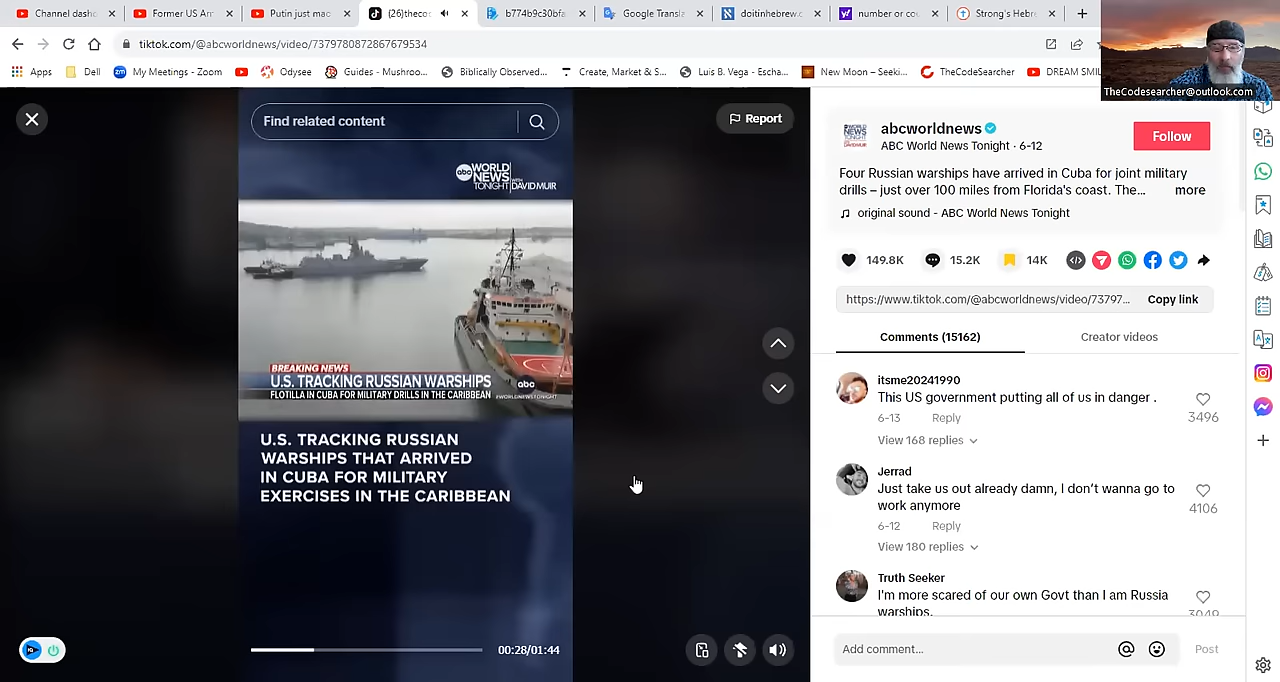 Channel dashc
Former US Arr
Putin just mac
(26)theco
b774b9c30bfa
Google Transla
doitinhebrew.c
number or co
Strong's Hebre
tiktok.com/@abcworldnews/video/7379780872867679534
Apps
Dell
My Meetings - Zoom
Odysee
Guides - Mushroo...
Biblically Observed...
Create, Market & S...
Luis B. Vega - Escha...
New Moon – Seeki...
TheCodeSearcher
DREAM SMIL
TheCodesearcher@outlook.com
Find related content
Report
abc WORLD
NEWS
TONIGHT WITH DAVID MUIR
BREAKING NEWS
U.S. TRACKING RUSSIAN WARSHIPS
FLOTILLA IN CUBA FOR MILITARY DRILLS IN THE CARIBBEAN
abc
#WORLDNEWSTONIGHT
U.S. TRACKING RUSSIAN
WARSHIPS THAT ARRIVED
IN CUBA FOR MILITARY
EXERCISES IN THE CARIBBEAN
00:28/01:44
abcworldnews
ABC World News Tonight · 6-12
Follow
Four Russian warships have arrived in Cuba for joint military
drills – just over 100 miles from Florida's coast. The... more
original sound - ABC World News Tonight
149.8K
15.2K
14K
https://www.tiktok.com/@abcworldnews/video/73797...
Copy link
Comments (15162)
Creator videos
itsme20241990
This US government putting all of us in danger .
6-13 Reply
3496
View 168 replies
Jerrad
Just take us out already damn, I don't wanna go to
work anymore
4106
6-12 Reply
View 180 replies
Truth Seeker
I'm more scared of our own Govt than I am Russia
warships.
3049
Add comment...
Post